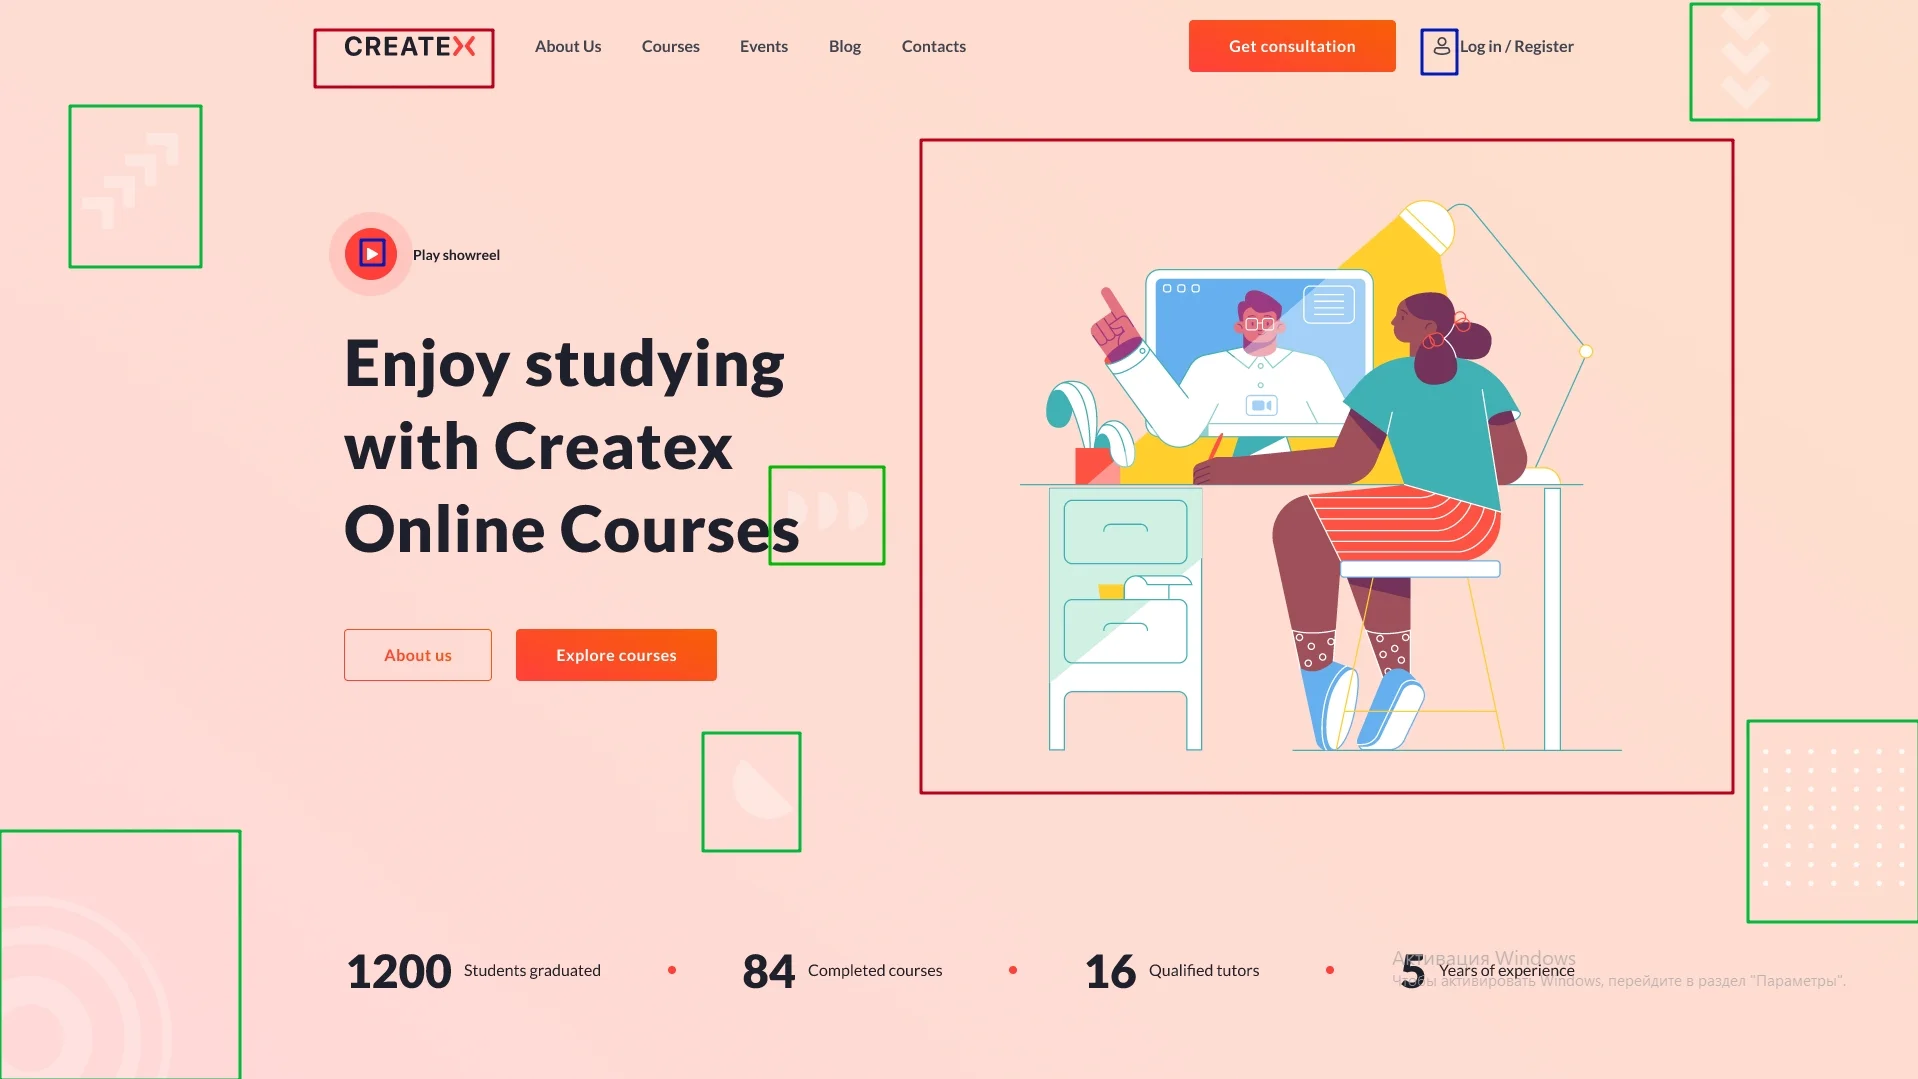 CREATEX
About Us
Courses
Events
Blog
Contacts
Get consultation
Log in / Register
Play showreel
Enjoy studying
with Createx
Online Courses
About us
Explore courses
1200 Students graduated
84 Completed courses
16 Qualified tutors
5 Years of experience
Активация Windows
Чтобы активировать Windows, перейдите в раздел "Параметры".